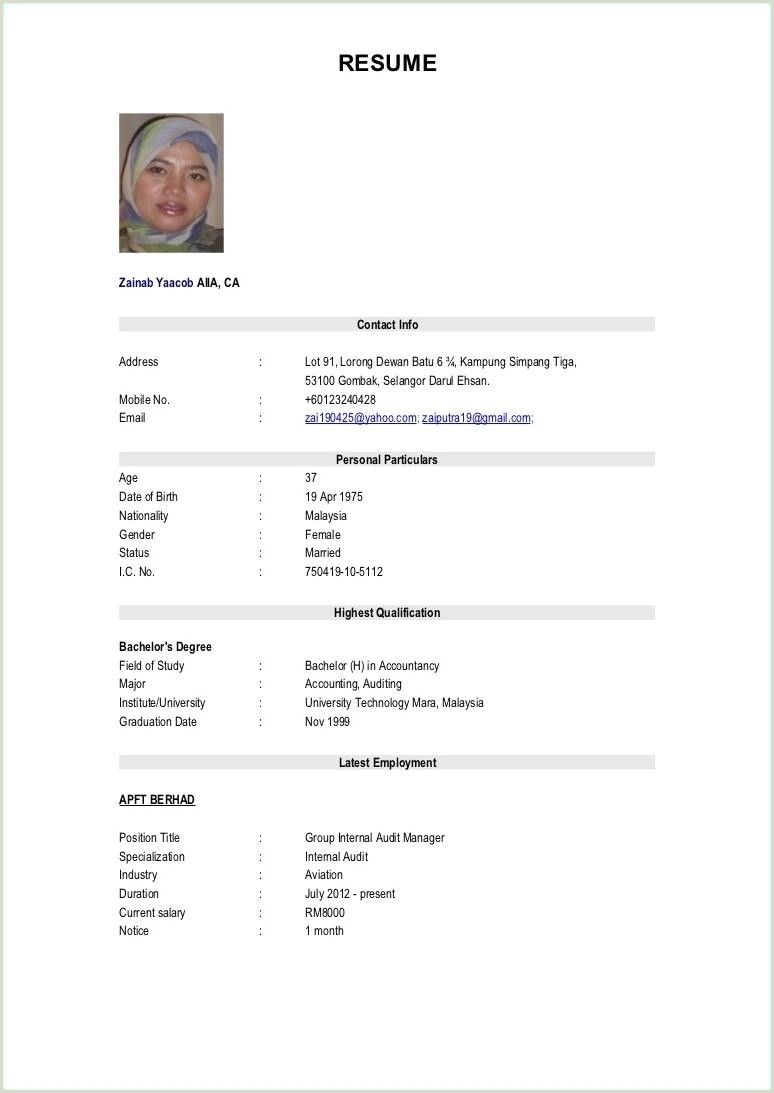 RESUME
Zainab Yaacob AIIA, CA
Contact Info
Address : Lot 91, Lorong Dewan Batu 6 ¾, Kampung Simpang Tiga,
53100 Gombak, Selangor Darul Ehsan.
Mobile No. : +60123240428
Email : zai190425@yahoo.com; zaiputra19@gmail.com;
Personal Particulars
Age : 37
Date of Birth : 19 Apr 1975
Nationality : Malaysia
Gender : Female
Status : Married
I.C. No. : 750419-10-5112
Highest Qualification
Bachelor's Degree
Field of Study : Bachelor (H) in Accountancy
Major : Accounting, Auditing
Institute/University : University Technology Mara, Malaysia
Graduation Date : Nov 1999
Latest Employment
APFT BERHAD
Position Title : Group Internal Audit Manager
Specialization : Internal Audit
Industry : Aviation
Duration : July 2012 - present
Current salary : RM8000
Notice : 1 month